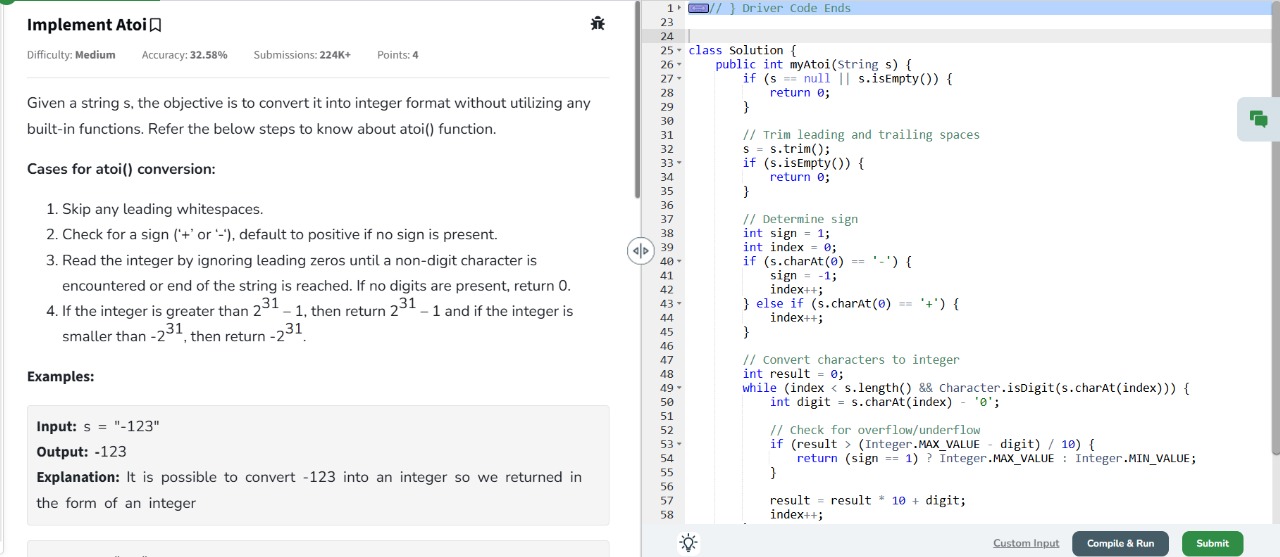 Implement Atoi
Difficulty: Medium Accuracy: 32.58% Submissions: 224K+ Points: 4
Given a string s, the objective is to convert it into integer format without utilizing any
built-in functions. Refer the below steps to know about atoi() function.
Cases for atoi() conversion:
1. Skip any leading whitespaces.
2. Check for a sign ('+' or '-'), default to positive if no sign is present.
3. Read the integer by ignoring leading zeros until a non-digit character is
encountered or end of the string is reached. If no digits are present, return 0.
4. If the integer is greater than 2^31 – 1, then return 2^31 – 1 and if the integer is
smaller than -2^31, then return -2^31.
Examples:
Input: s = "-123"
Output: -123
Explanation: It is possible to convert -123 into an integer so we returned in
the form of an integer
1 // } Driver Code Ends
23
24
25 class Solution {
26 public int myAtoi(String s) {
27 if (s == null || s.isEmpty()) {
28 return 0;
29 }
30
31 // Trim leading and trailing spaces
32 s = s.trim();
33 if (s.isEmpty()) {
34 return 0;
35 }
36
37 // Determine sign
38 int sign = 1;
39 int index = 0;
40 if (s.charAt(0) == '-') {
41 sign = -1;
42 index++;
43 } else if (s.charAt(0) == '+') {
44 index++;
45 }
46
47 // Convert characters to integer
48 int result = 0;
49 while (index < s.length() && Character.isDigit(s.charAt(index))) {
50 int digit = s.charAt(index) - '0';
51
52 // Check for overflow/underflow
53 if (result > (Integer.MAX_VALUE - digit) / 10) {
54 return (sign == 1) ? Integer.MAX_VALUE : Integer.MIN_VALUE;
55 }
56
57 result = result * 10 + digit;
58 index++;
Custom Input Compile & Run Submit